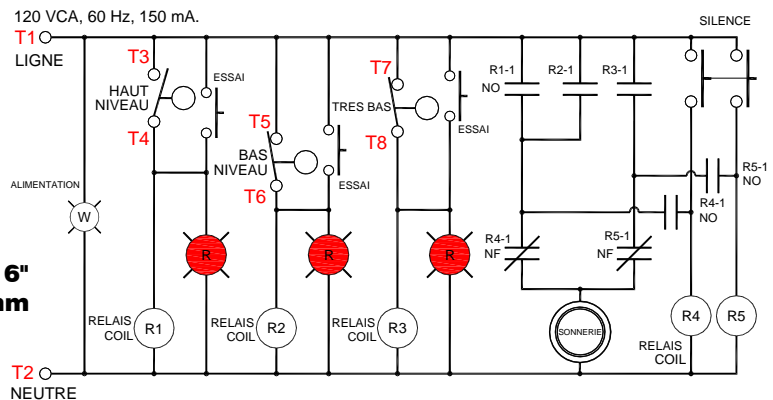 120 VCA, 60 Hz, 150 mA.
SILENCE
T1
LIGNE
T3
HAUT
NIVEAU
T4
ESSAI
T5
BAS
NIVEAU
T6
ESSAI
T7
TRES BAS
T8
ESSAI
R1-1
NO
R2-1
R3-1
R5-1
NO
R4-1
NO
ALIMENTATION
W
R
R
R
R4-1
NF
R5-1
NF
6"
mm
RELAIS
COIL
R1
RELAIS
COIL
R2
RELAIS
COIL
R3
SONNERIE
R4
R5
RELAIS
COIL
T2
NEUTRE